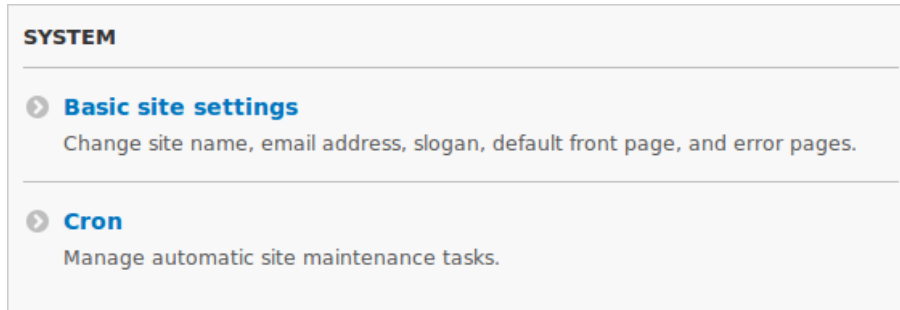 SYSTEM
Basic site settings
Change site name, email address, slogan, default front page, and error pages.
Cron
Manage automatic site maintenance tasks.